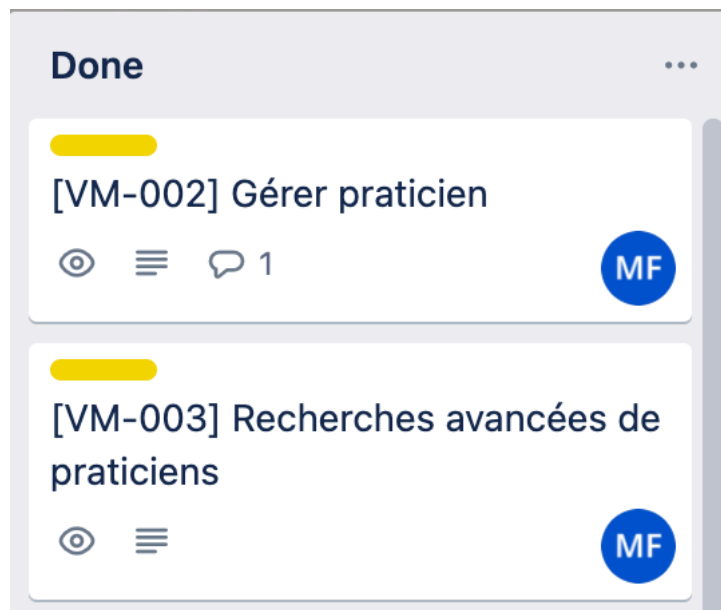 Done
[VM-002] Gérer praticien
1
MF
[VM-003] Recherches avancées de
praticiens
MF